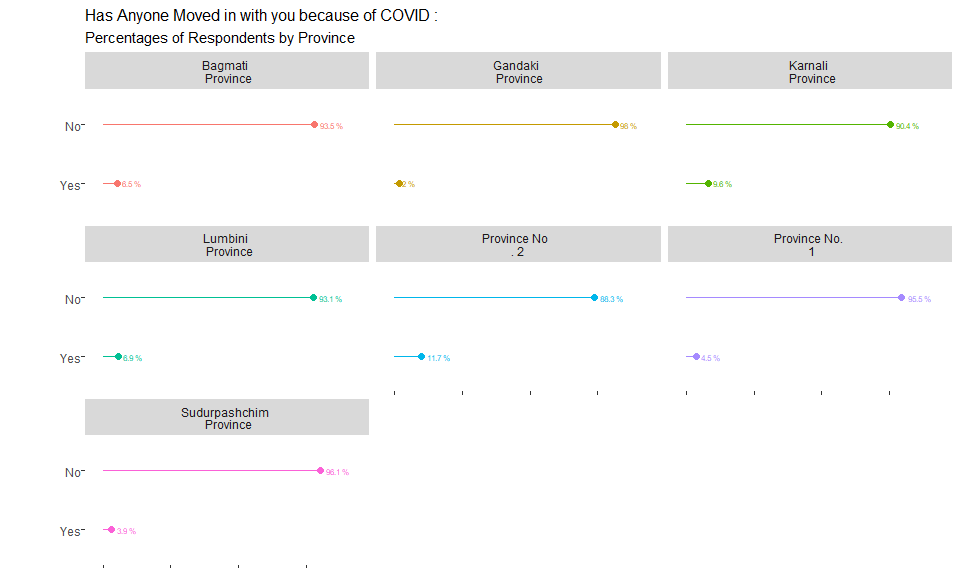 Has Anyone Moved in with you because of COVID :
Percentages of Respondents by Province
Bagmati
Province
Gandaki
Province
Karnali
Province
No
93.5 %
98 %
90.4 %
Yes
6.5 %
2 %
9.6 %
Lumbini
Province
Province No
. 2
Province No.
1
No
93.1 %
88.3 %
95.5 %
Yes
6.9 %
11.7 %
4.5 %
Sudurpashchim
Province
No
96.1 %
Yes
3.9 %